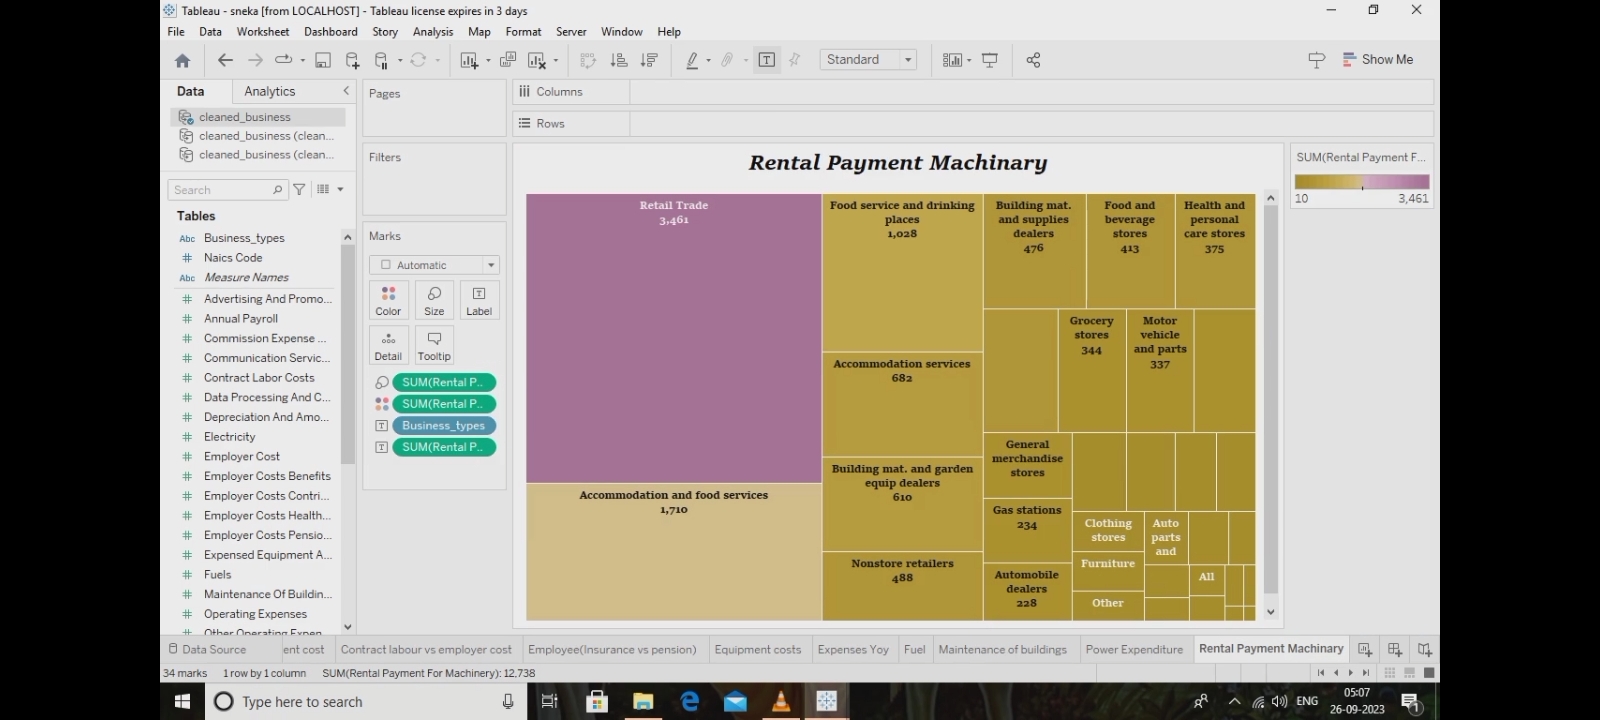 Tableau - sneka [from LOCALHOST] - Tableau license expires in 3 days
File Data Worksheet Dashboard Story Analysis Map Format Server Window Help
Standard
Show Me
Data Analytics
cleaned_business
cleaned_business (clean...
cleaned_business (clean...
Search
Tables
Abc Business_types
# Naics Code
Abc Measure Names
# Advertising And Promo...
# Annual Payroll
# Commission Expense ...
# Communication Servic...
# Contract Labor Costs
# Data Processing And C...
# Depreciation And Amo...
# Electricity
# Employer Cost
# Employer Costs Benefits
# Employer Costs Contri...
# Employer Costs Health...
# Employer Costs Pensio...
# Expensed Equipment A...
# Fuels
# Maintenance Of Buildin...
# Operating Expenses
# Other Operating Expen
Pages
Filters
Marks
Automatic
Color Size Label
Detail Tooltip
SUM(Rental P..
SUM(Rental P..
Business_types
SUM(Rental P..
Columns
Rows
Rental Payment Machinary
Retail Trade
3,461
Accommodation and food services
1,710
Food service and drinking
places
1,028
Accommodation services
682
Building mat. and garden
equip dealers
610
Nonstore retailers
488
Building mat.
and supplies
dealers
476
Food and
beverage
stores
413
Health and
personal
care stores
375
Grocery
stores
344
Motor
vehicle
and parts
337
General
merchandise
stores
Gas stations
234
Automobile
dealers
228
Clothing
stores
Furniture
Other
Auto
parts
and
All
SUM(Rental Payment F...
10 3,461
Data Source ent cost Contract labour vs employer cost Employee(Insurance vs pension) Equipment costs Expenses Yoy Fuel Maintenance of buildings Power Expenditure Rental Payment Machinary
34 marks 1 row by 1 column SUM(Rental Payment For Machinery): 12,738
Type here to search
ENG
05:07
26-09-2023
1